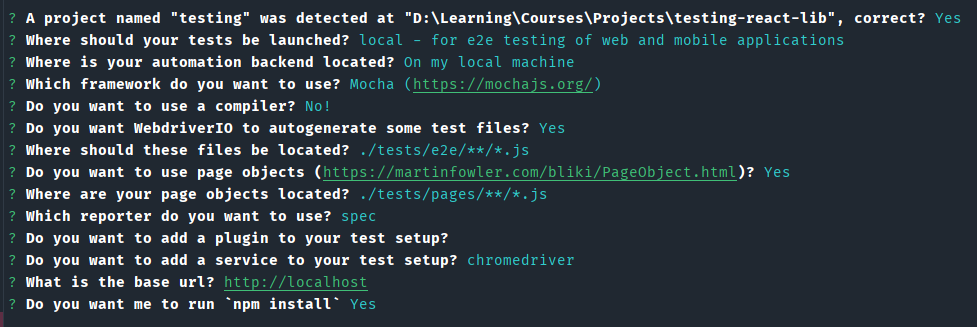 ? A project named "testing" was detected at "D:\Learning\Courses\Projects\testing-react-lib", correct? Yes
? Where should your tests be launched? local - for e2e testing of web and mobile applications
? Where is your automation backend located? On my local machine
? Which framework do you want to use? Mocha (https://mochajs.org/)
? Do you want to use a compiler? No!
? Do you want WebdriverIO to autogenerate some test files? Yes
? Where should these files be located? ./tests/e2e/**/*.js
? Do you want to use page objects (https://martinfowler.com/bliki/PageObject.html)? Yes
? Where are your page objects located? ./tests/pages/**/*.js
? Which reporter do you want to use? spec
? Do you want to add a plugin to your test setup?
? Do you want to add a service to your test setup? chromedriver
? What is the base url? http://localhost
? Do you want me to run `npm install` Yes